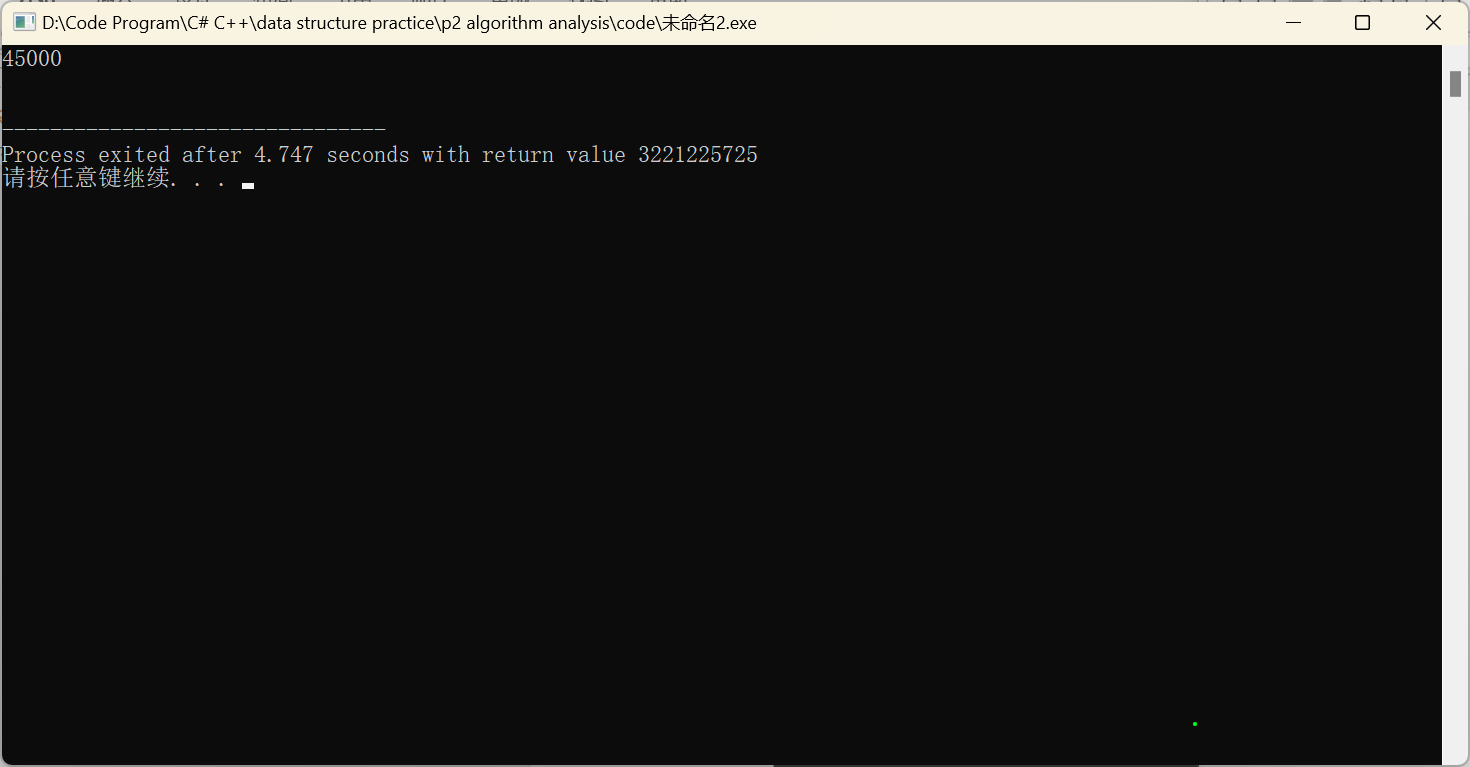 D:\Code Program\C# C++\data structure practice\p2 algorithm analysis\code\未命名2.exe
45000
--------------------------------
Process exited after 4.747 seconds with return value 3221225725
请按任意键继续. . .